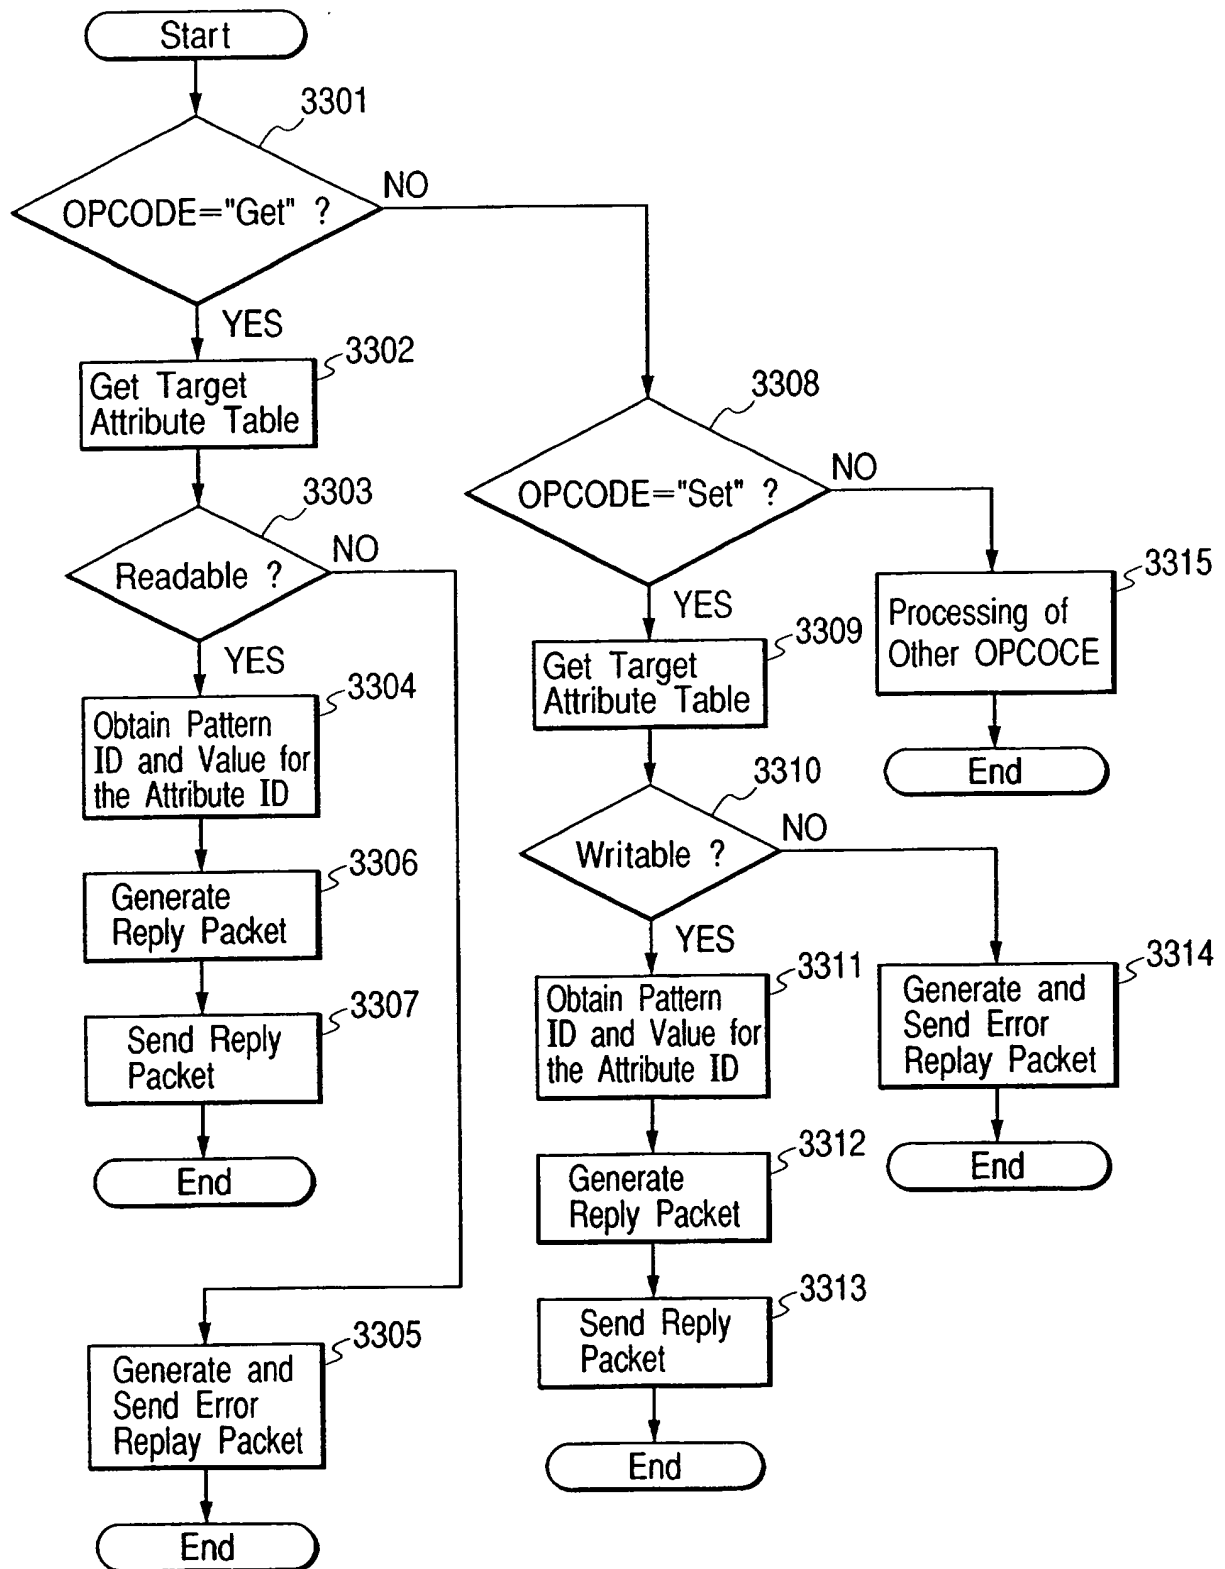 Start
3301
OPCODE="Get" ?
NO
YES
3302
Get Target
Attribute Table
3303
Readable ?
NO
YES
3304
Obtain Pattern
ID and Value for
the Attribute ID
3306
Generate
Reply Packet
3307
Send Reply
Packet
End
3305
Generate and
Send Error
Replay Packet
End
3308
OPCODE="Set" ?
NO
YES
3309
Get Target
Attribute Table
3310
Writable ?
NO
YES
3311
Obtain Pattern
ID and Value for
the Attribute ID
3312
Generate
Reply Packet
3313
Send Reply
Packet
End
3315
Processing of
Other OPCOCE
End
3314
Generate and
Send Error
Replay Packet
End